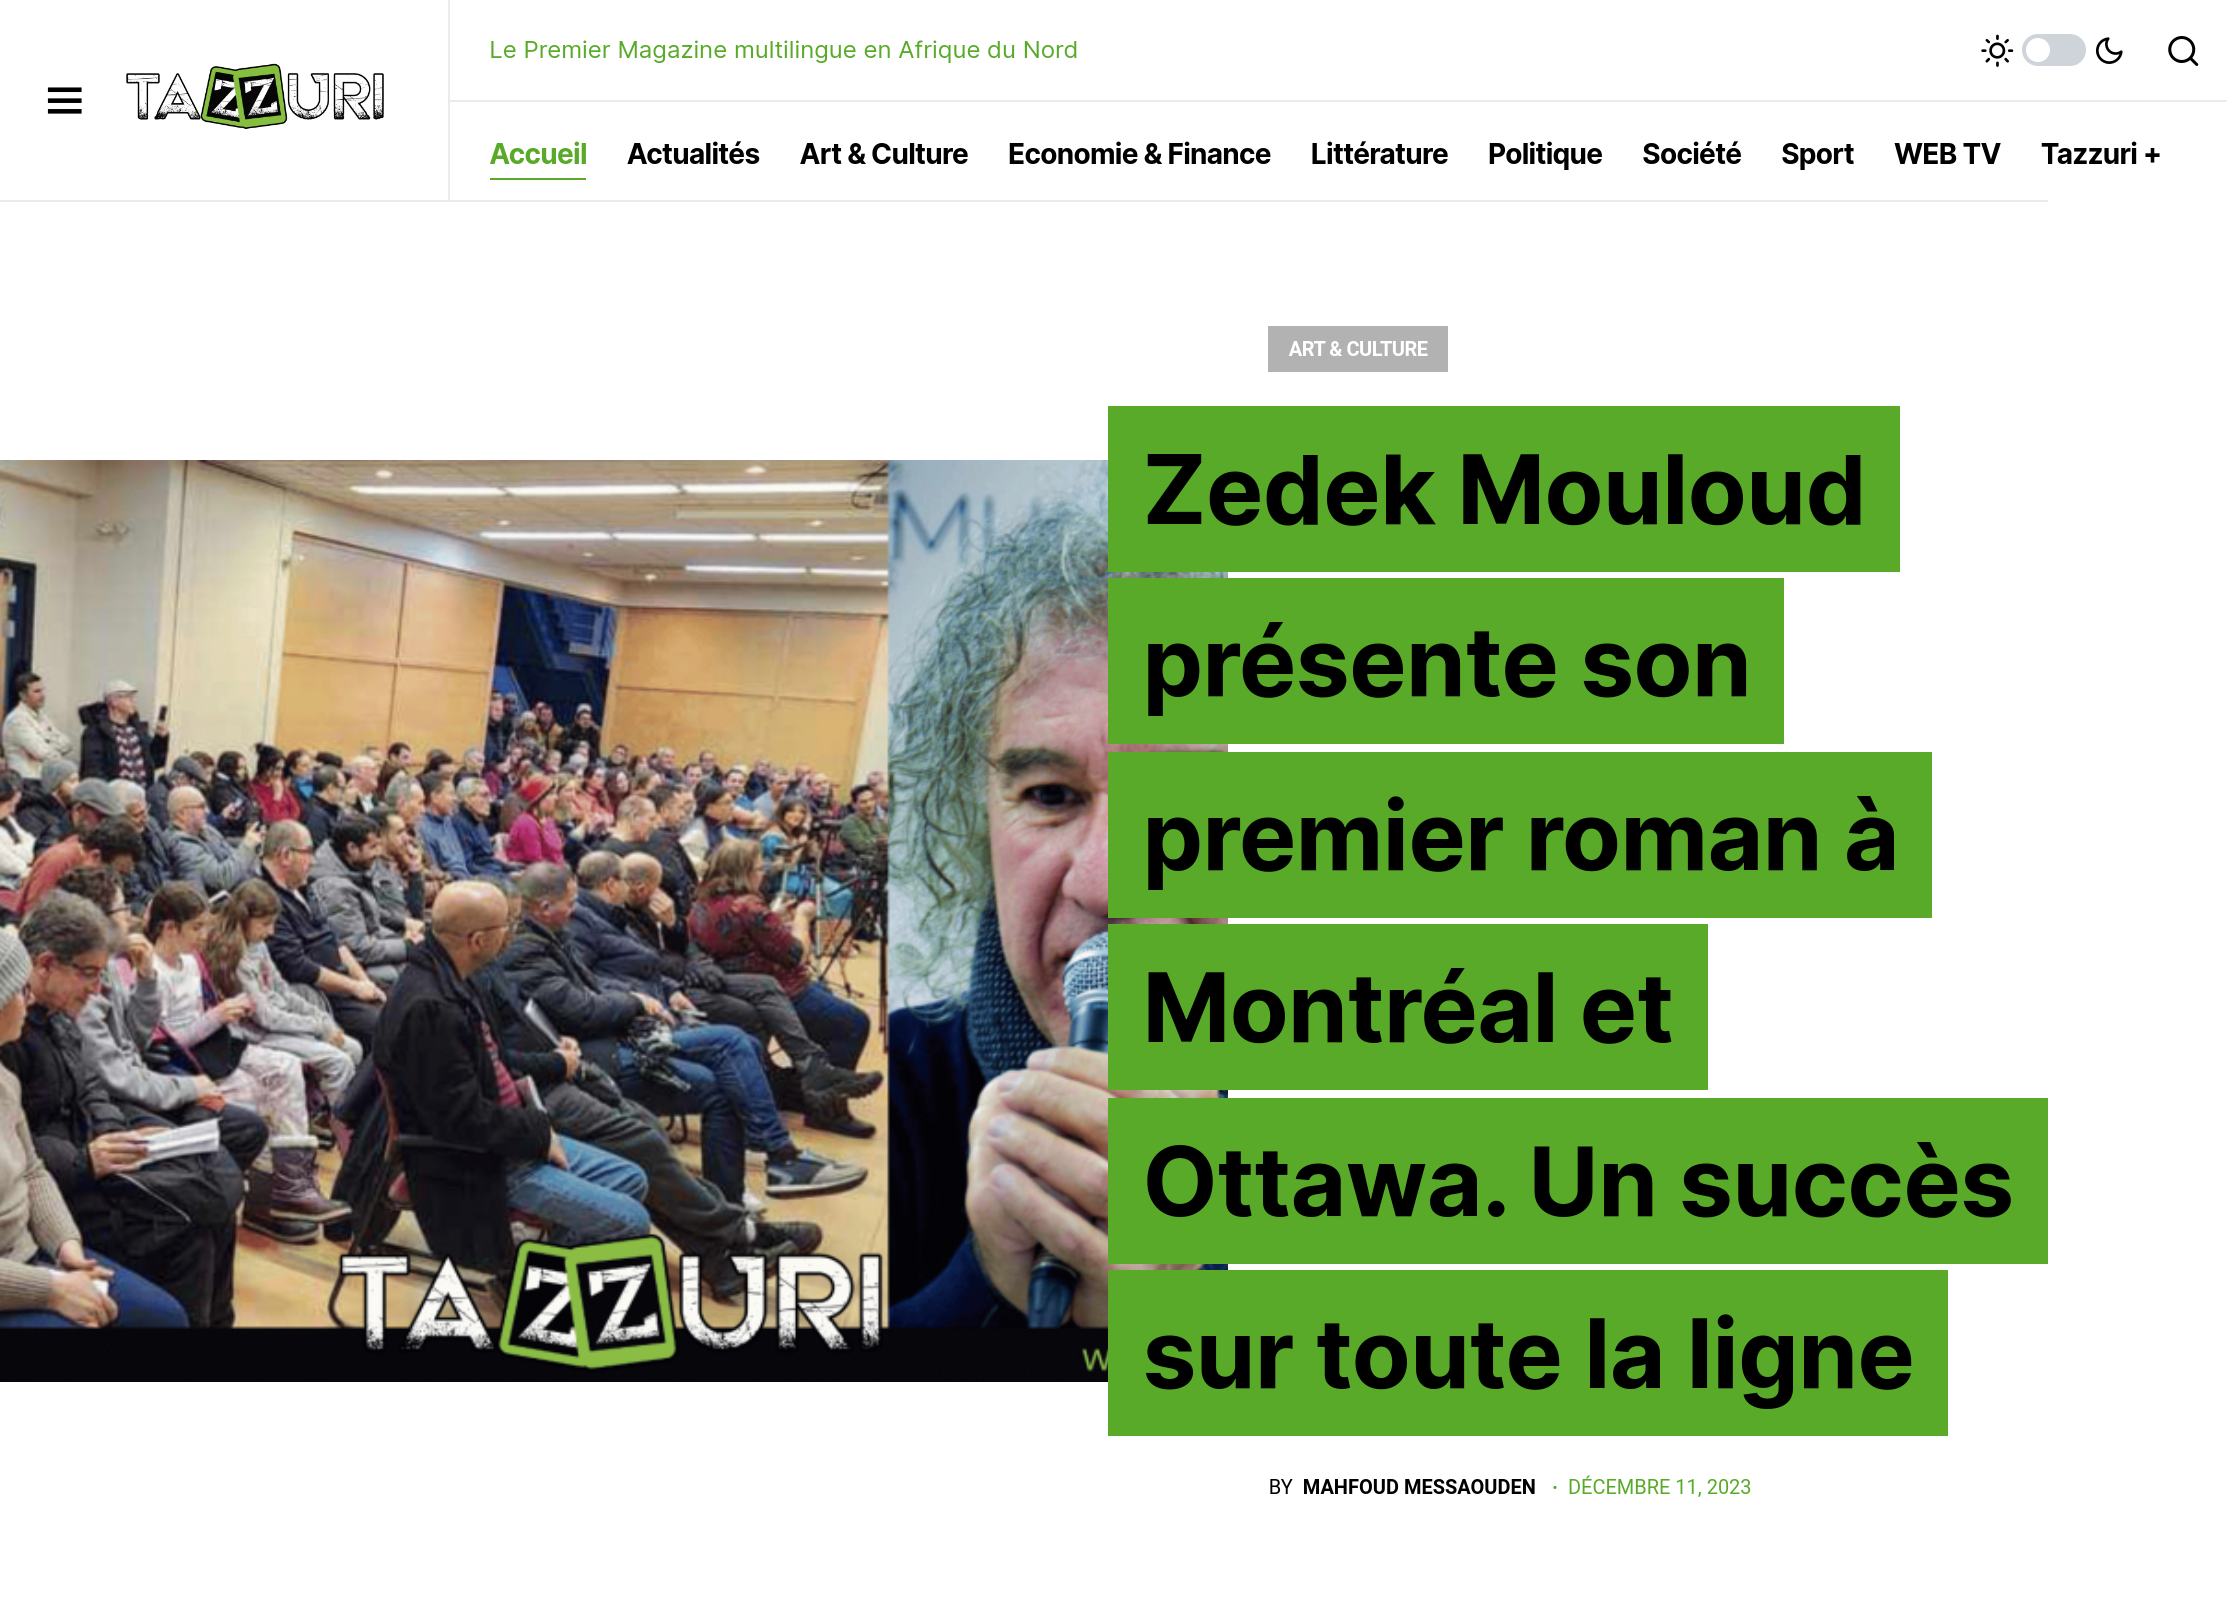 Le Premier Magazine multilingue en Afrique du Nord
TAZZURI
Accueil Actualités Art & Culture Economie & Finance Littérature Politique Société Sport WEB TV Tazzuri +
ART & CULTURE
Zedek Mouloud
présente son
premier roman à
Montréal et
Ottawa. Un succès
sur toute la ligne
TAZZURI
BY MAHFOUD MESSAOUDEN · DÉCEMBRE 11, 2023